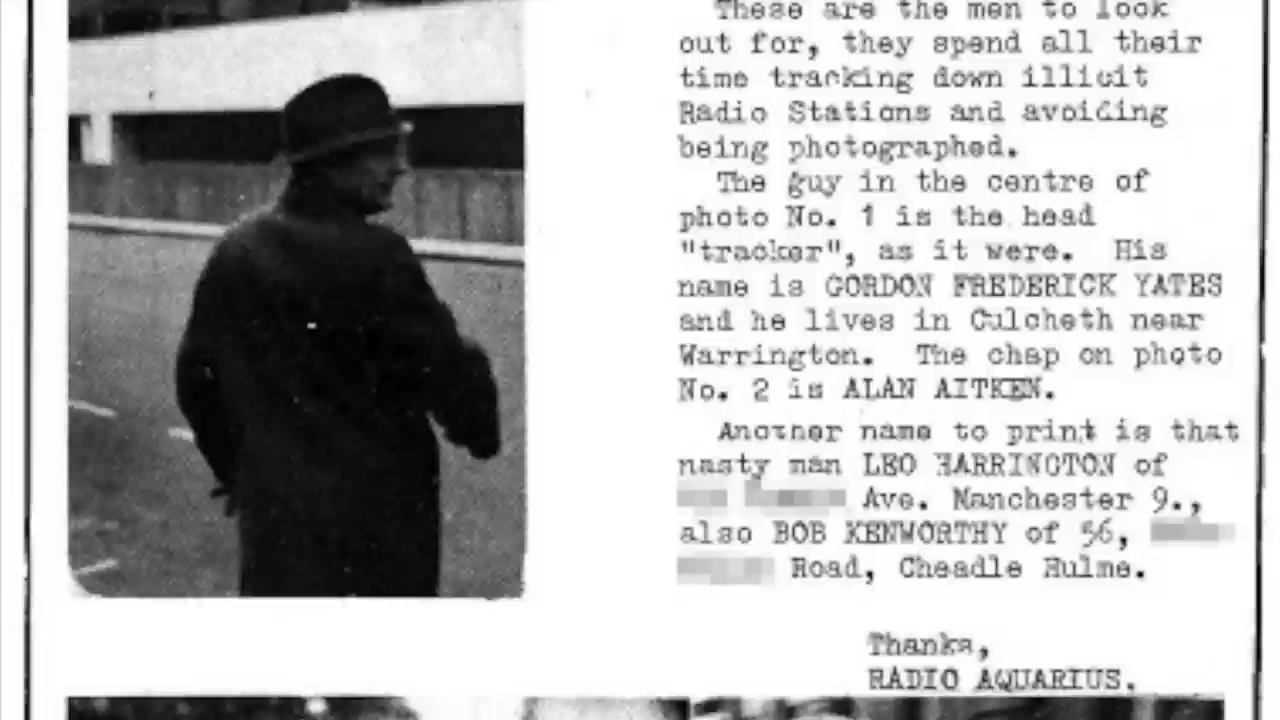 These are the men to look
out for, they spend all their
time tracking down illicit
Radio Stations and avoiding
being photographed.
The guy in the centre of
photo No. 1 is the head
"tracker", as it were. His
name is GORDON FREDERICK YATES
and he lives in Culcheth near
Warrington. The chap on photo
No. 2 is ALAN AITKEN.
Another name to print is that
nasty man LEO HARRINGTON of
Ave. Manchester 9.,
also BOB KENWORTHY of 56,
Road, Cheadle Hulme.
Thanks,
RADIO AQUARIUS.